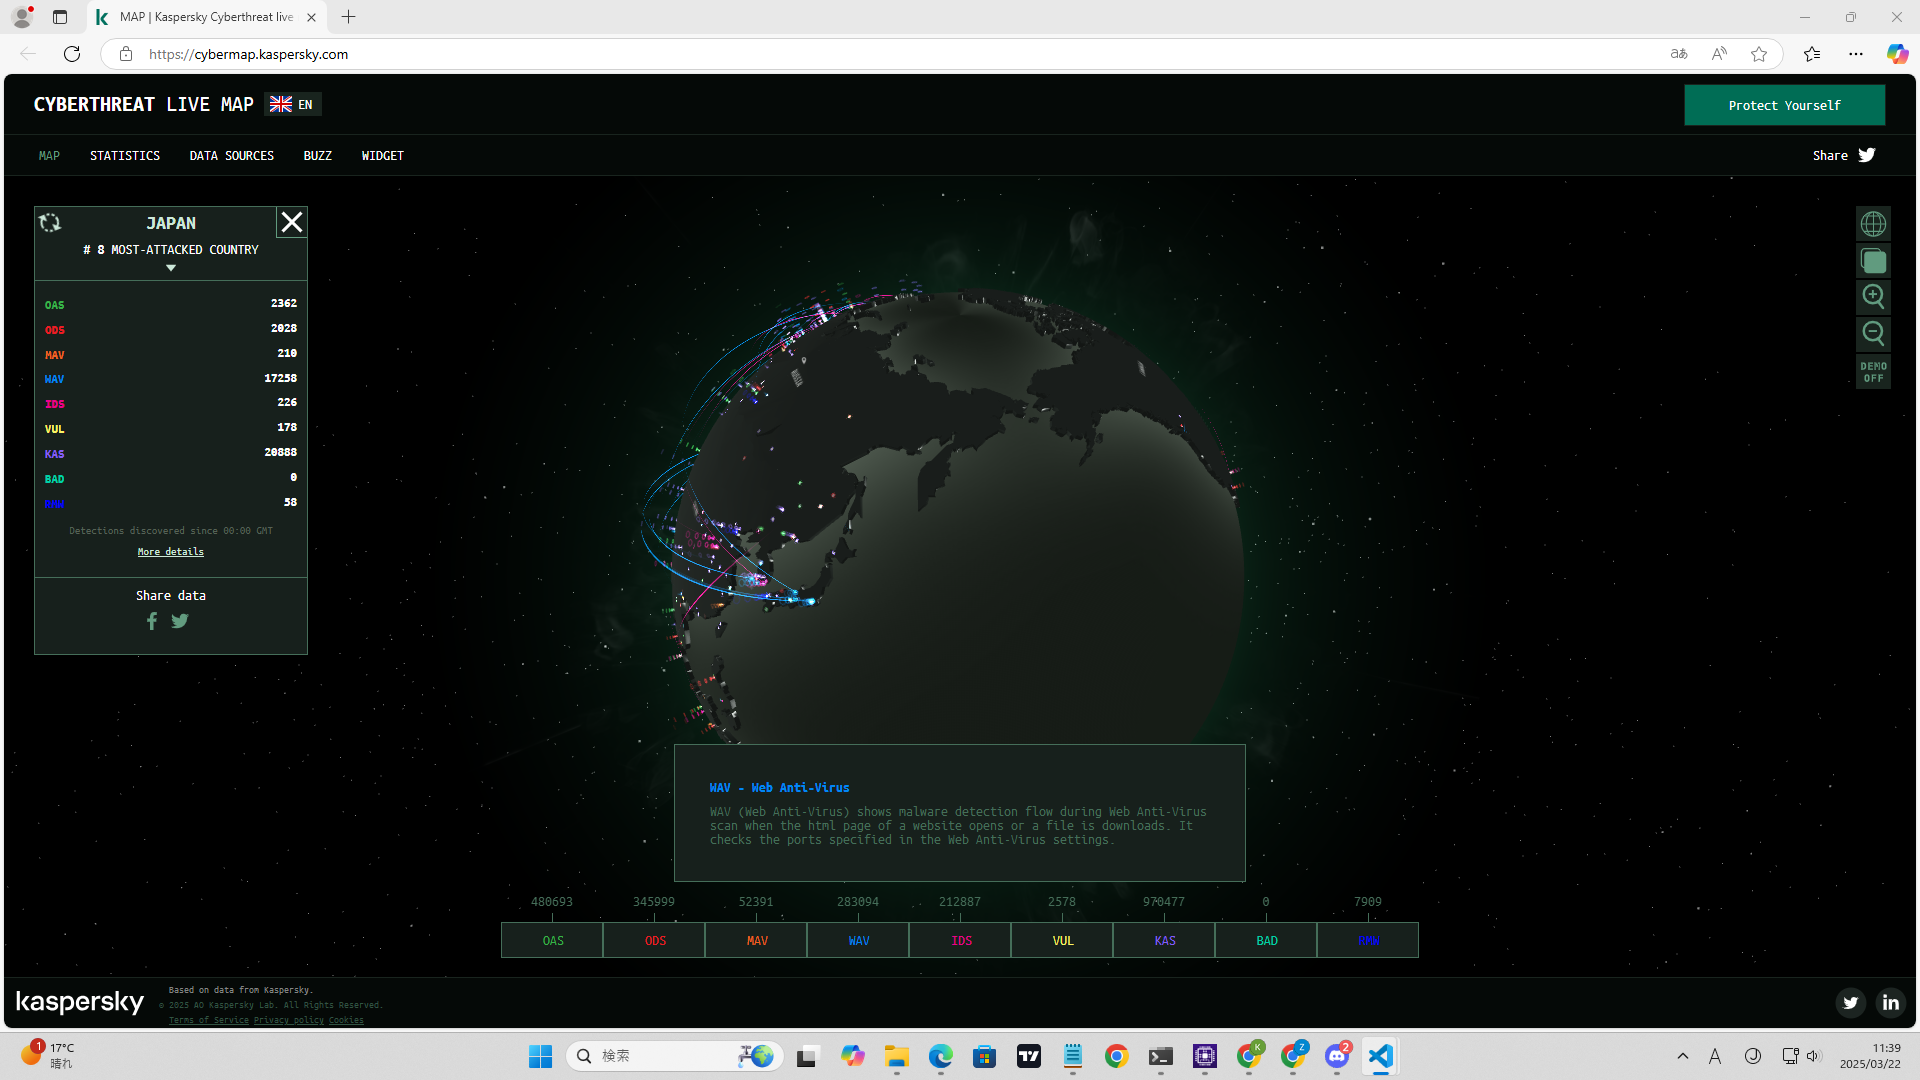 MAP | Kaspersky Cyberthreat live
https://cybermap.kaspersky.com
aあ
CYBERTHREAT LIVE MAP EN
Protect Yourself
MAP STATISTICS DATA SOURCES BUZZ WIDGET
Share
JAPAN
# 8 MOST-ATTACKED COUNTRY
OAS 2362
ODS 2028
MAV 210
WAV 17258
IDS 226
VUL 178
KAS 20888
BAD 0
RMW 58
Detections discovered since 00:00 GMT
More details
Share data
DEMO
OFF
WAV - Web Anti-Virus
WAV (Web Anti-Virus) shows malware detection flow during Web Anti-Virus
scan when the html page of a website opens or a file is downloads. It
checks the ports specified in the Web Anti-Virus settings.
480693 345999 52391 283094 212887 2578 970477 0 7909
OAS ODS MAV WAV IDS VUL KAS BAD RMW
kaspersky
Based on data from Kaspersky.
© 2025 AO Kaspersky Lab. All Rights Reserved.
Terms of Service Privacy policy Cookies
1
17°C
晴れ
検索
K
Z
2
A
11:39
2025/03/22